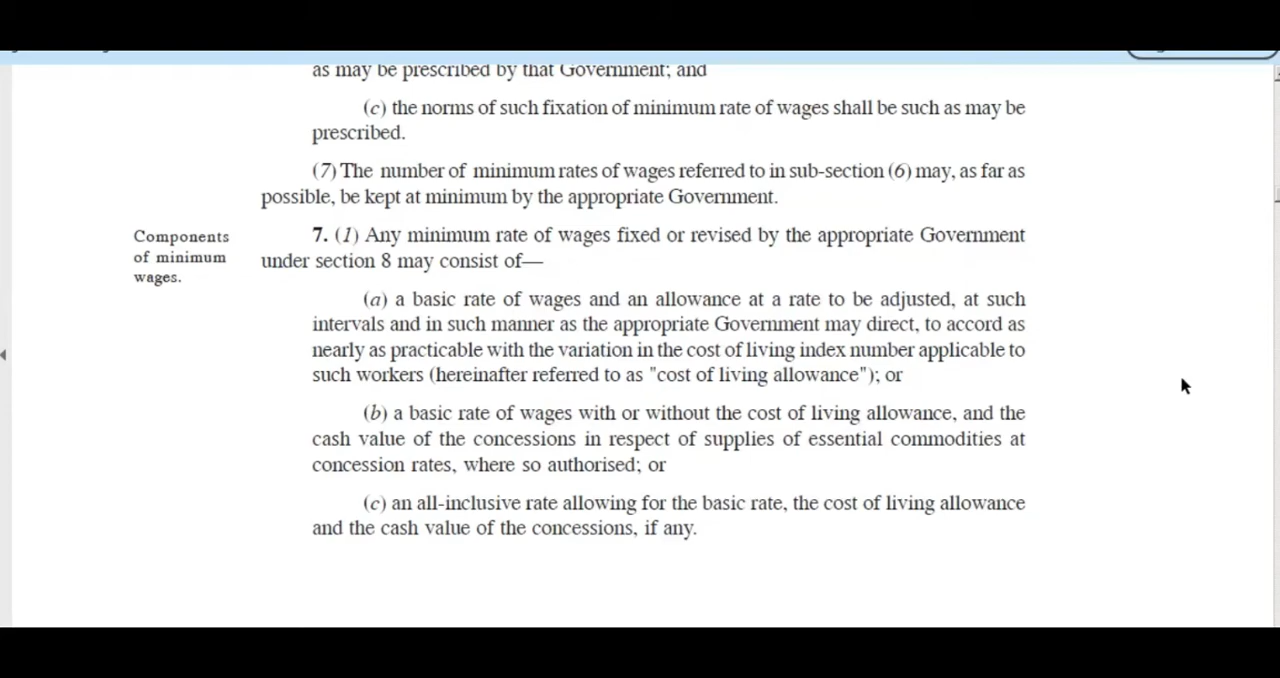 as may be prescribed by that Government; and
(c) the norms of such fixation of minimum rate of wages shall be such as may be
prescribed.
(7) The number of minimum rates of wages referred to in sub-section (6) may, as far as
possible, be kept at minimum by the appropriate Government.
Components
of minimum
wages.
7. (1) Any minimum rate of wages fixed or revised by the appropriate Government
under section 8 may consist of—
(a) a basic rate of wages and an allowance at a rate to be adjusted, at such
intervals and in such manner as the appropriate Government may direct, to accord as
nearly as practicable with the variation in the cost of living index number applicable to
such workers (hereinafter referred to as "cost of living allowance"); or
(b) a basic rate of wages with or without the cost of living allowance, and the
cash value of the concessions in respect of supplies of essential commodities at
concession rates, where so authorised; or
(c) an all-inclusive rate allowing for the basic rate, the cost of living allowance
and the cash value of the concessions, if any.